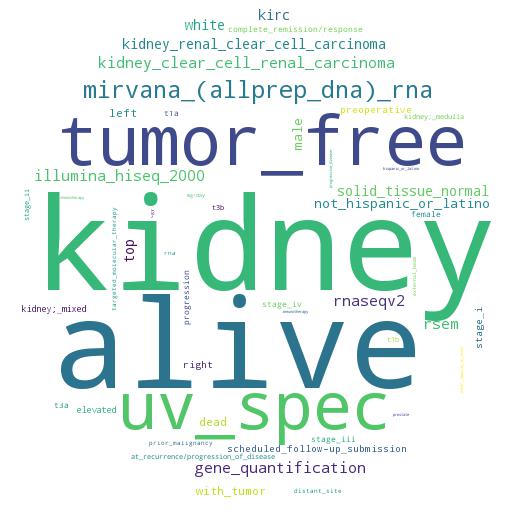 kirc
white
complete_remission/response
kidney_renal_clear_cell_carcinoma
kidney_clear_cell_renal_carcinoma
mirvana_(allprep_dna)_rna
left
t1a
preoperative
kidney;_medulla
male
tumor_free
illumina_hiseq_2000
solid_tissue_normal
not_hispanic_or_latino
stage_ii
t3b
female
kidney
targeted_molecular_therapy
top
rna
progression
stage_iv
rnaseqv2
rsem
stage_i
kidney;_mixed
alive
t1b
right
t3a
elevated
uv_spec
dead
stage_iii
prior_malignancy
scheduled_follow-up_submission
at_recurrence/progression_of_disease
gene_quantification
with_tumor
distant_site